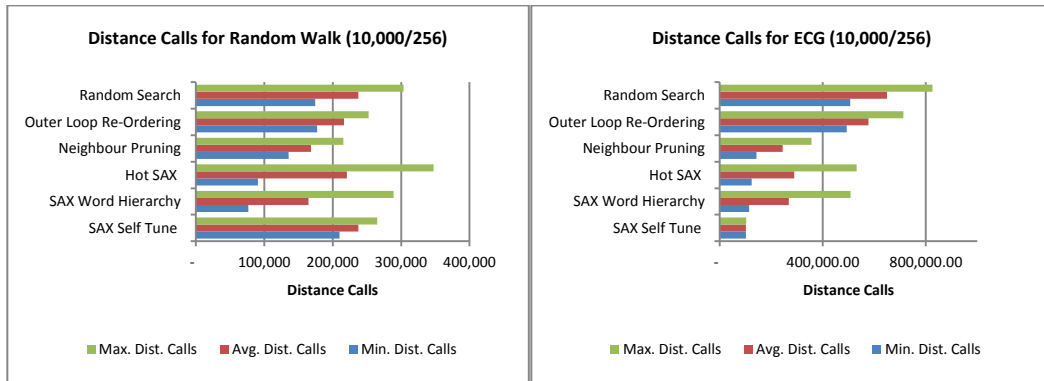 Distance Calls for Random Walk (10,000/256)
Random Search
Outer Loop Re-Ordering
Neighbour Pruning
Hot SAX
SAX Word Hierarchy
SAX Self Tune
- 100,000 200,000 300,000 400,000
Distance Calls
Max. Dist. Calls Avg. Dist. Calls Min. Dist. Calls
Distance Calls for ECG (10,000/256)
Random Search
Outer Loop Re-Ordering
Neighbour Pruning
Hot SAX
SAX Word Hierarchy
SAX Self Tune
- 400,000.00 800,000.00
Distance Calls
Max. Dist. Calls Avg. Dist. Calls Min. Dist. Calls